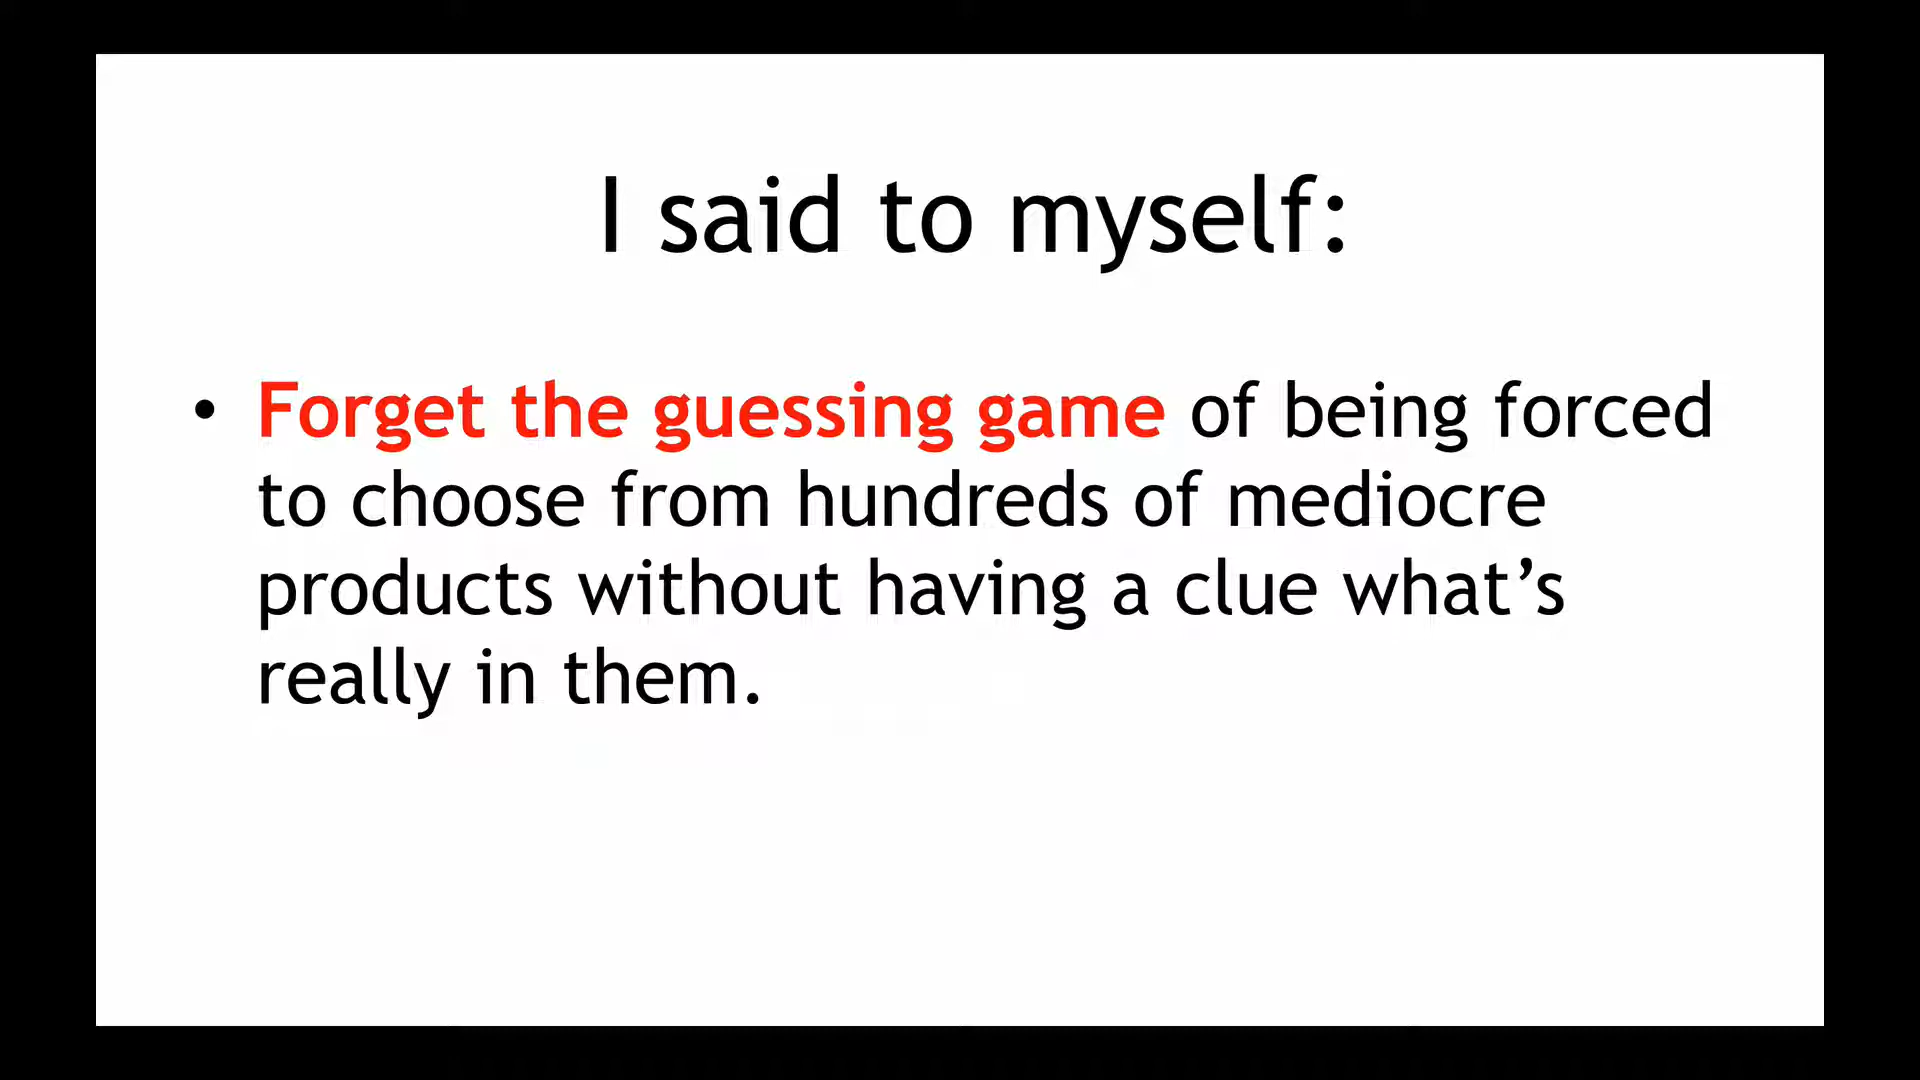 I said to myself:
• Forget the guessing game of being forced
to choose from hundreds of mediocre
products without having a clue what’s
really in them.